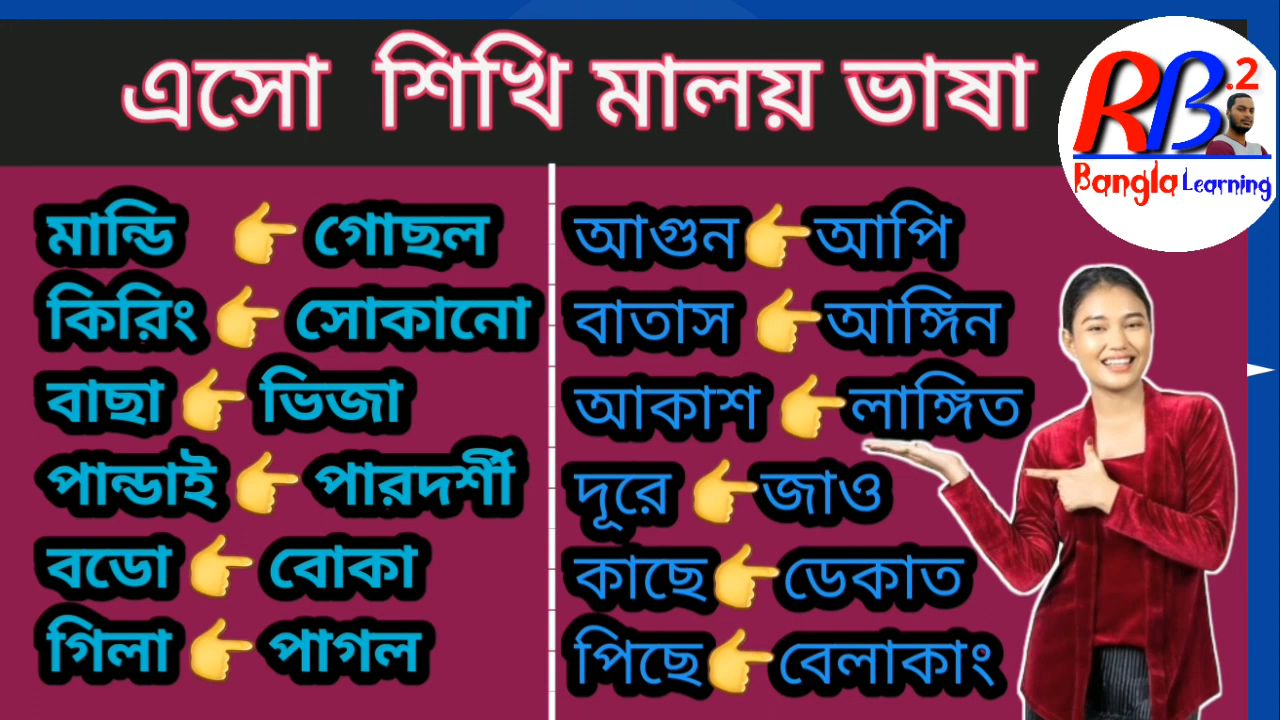 এসো শিখি মালয় ভাষা
RB.2
Bangla Learning
মান্ডি 👉 গোছল
কিরিং 👉 সোকানো
বাছা 👉 ভিজা
পান্ডাই 👉 পারদর্শী
বডো 👉 বোকা
গিলা 👉 পাগল
আগুন 👉 আপি
বাতাস 👉 আঙ্গিন
আকাশ 👉 লাঙ্গিত
দূরে 👉 জাও
কাছে 👉 ডেকাত
পিছে 👉 বেলাকাং